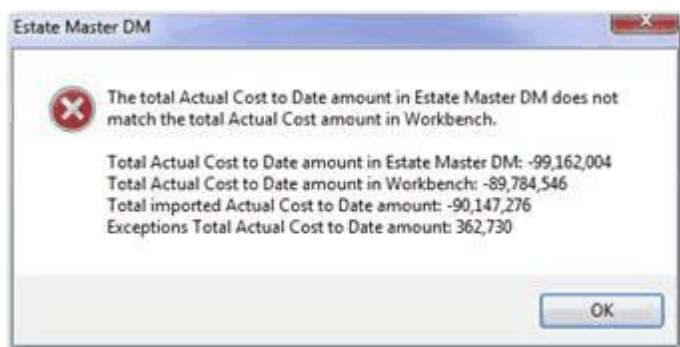 Estate Master DM
The total Actual Cost to Date amount in Estate Master DM does not
match the total Actual Cost amount in Workbench.
Total Actual Cost to Date amount in Estate Master DM: -99,162,004
Total Actual Cost to Date amount in Workbench: -89,784,546
Total imported Actual Cost to Date amount: -90,147,276
Exceptions Total Actual Cost to Date amount: 362,730
OK